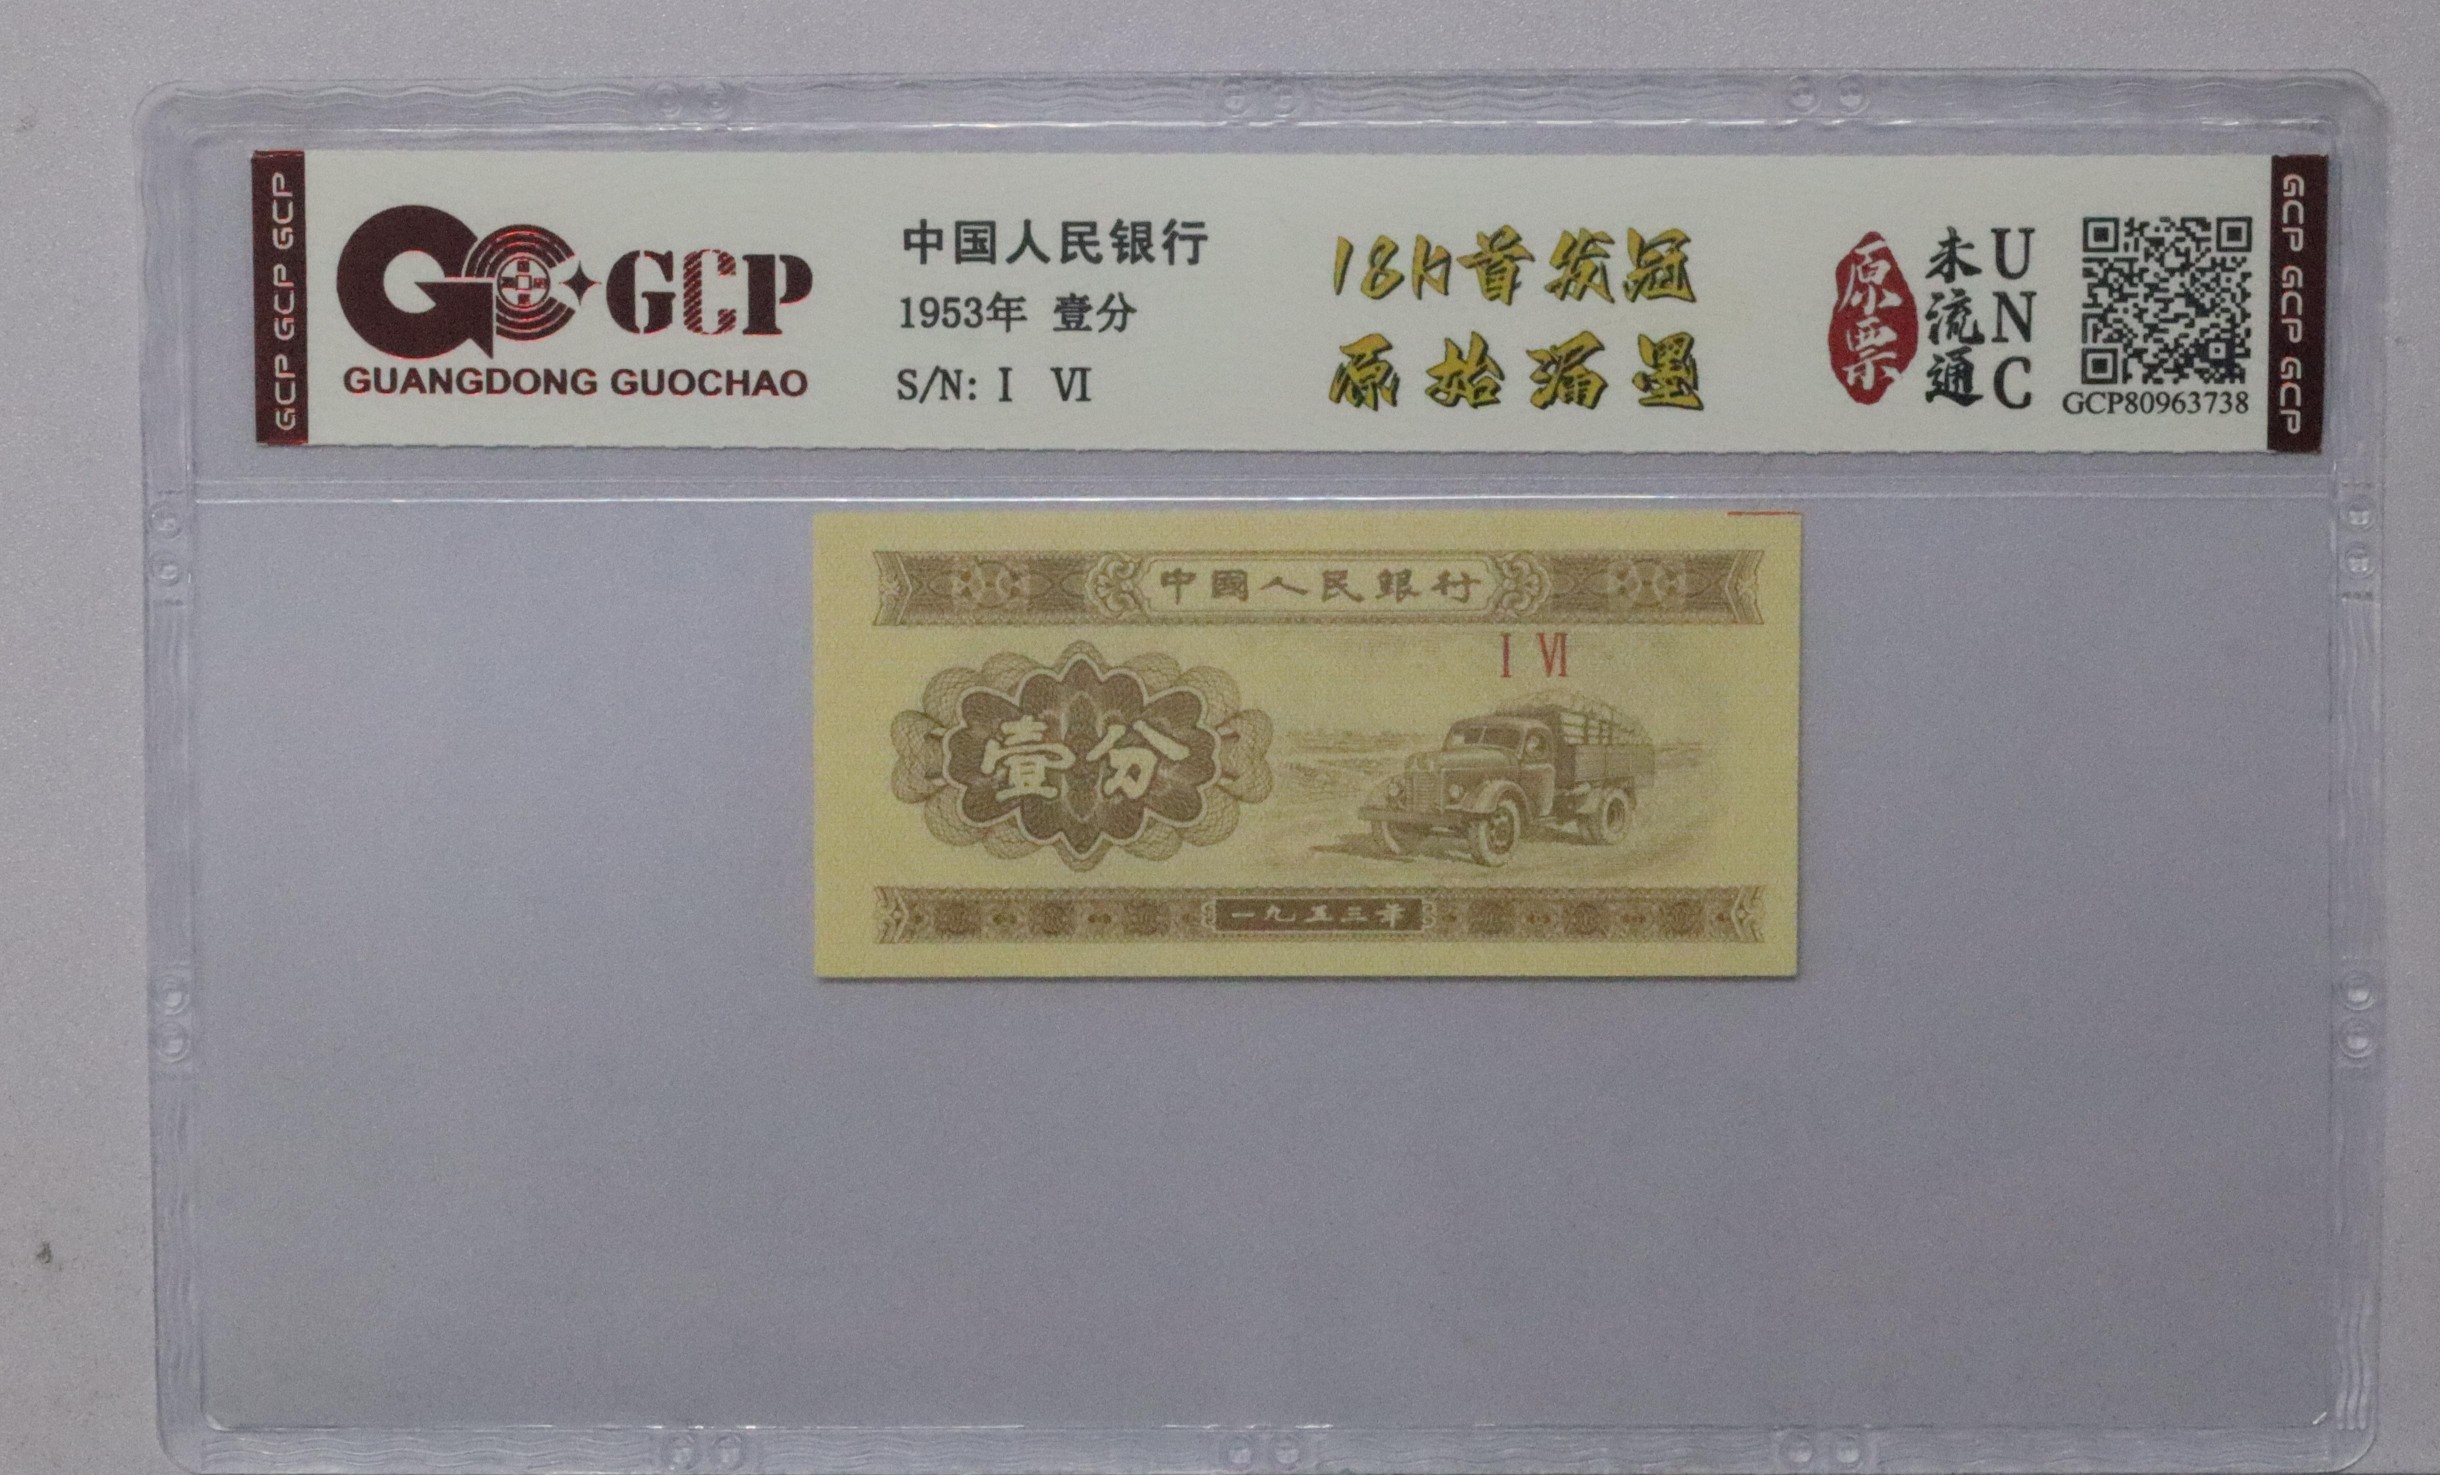 GCP GCP GCP
GCP
GUANGDONG GUOCHAO
中国人民银行
1953年 壹分
S/N: I VI
18k首发冠
原始漏墨
原票
未流通
UNC
GCP80963738
GCP GCP GCP
中國人民銀行
I VI
壹分
一九五三年